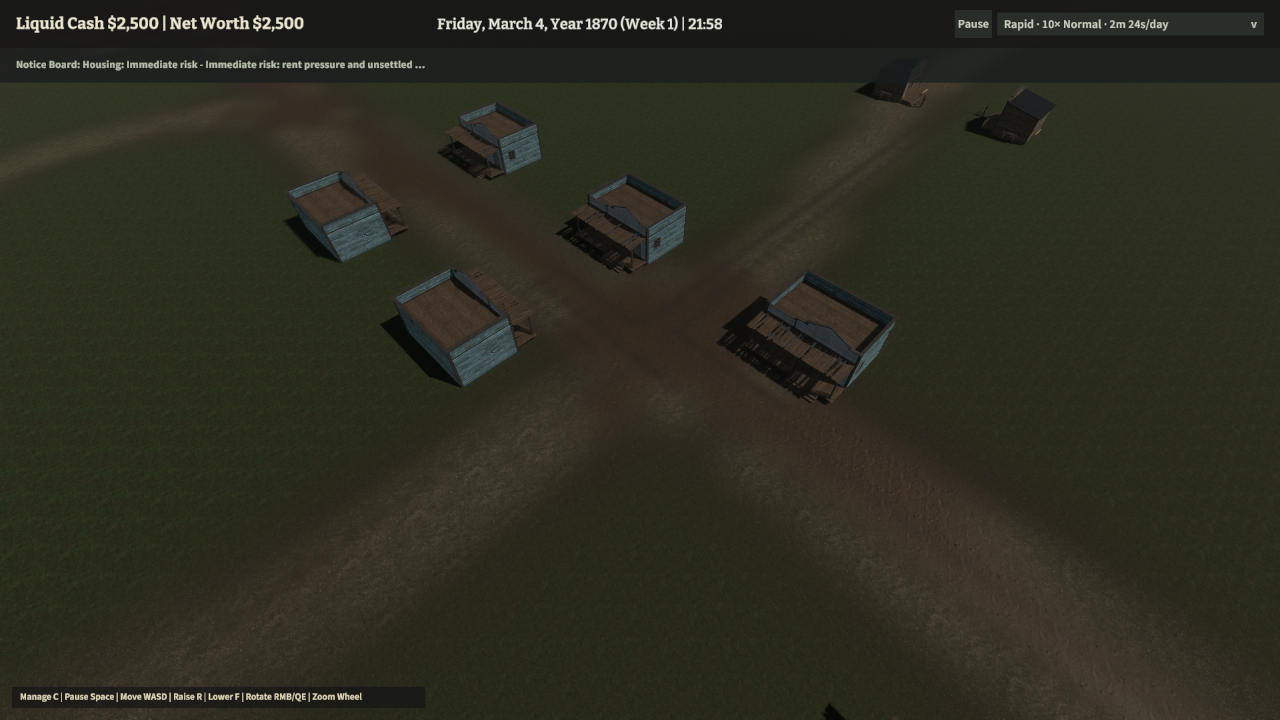 Liquid Cash $2,500 | Net Worth $2,500
Friday, March 4, Year 1870 (Week 1) | 21:58
Pause
Rapid · 10× Normal · 2m 24s/day
v
Notice Board: Housing: Immediate risk - Immediate risk: rent pressure and unsettled ...
Manage C | Pause Space | Move WASD | Raise R | Lower F | Rotate RMB/QE | Zoom Wheel